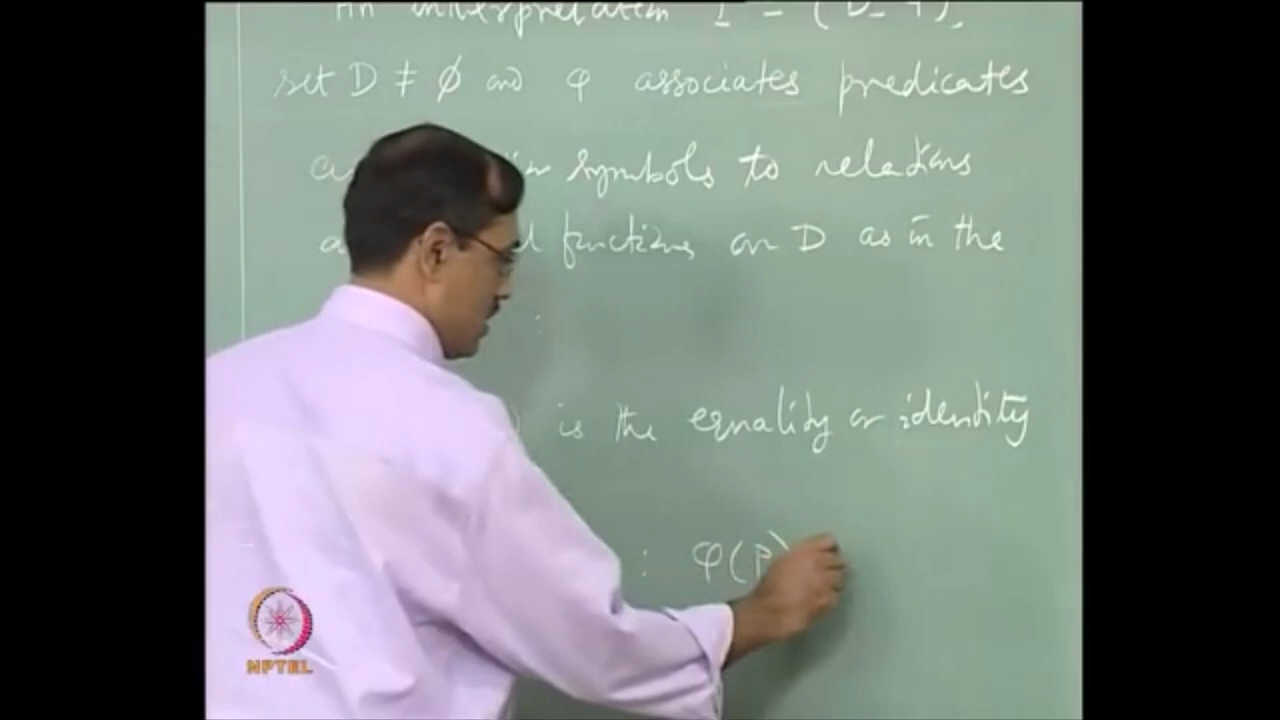 An interpretation I = (D, φ),
set D ≠ ∅ and φ associates predicates
symbols to relations
functions on D as in the
:
) is the equality or identity
: φ(P)
NPTEL